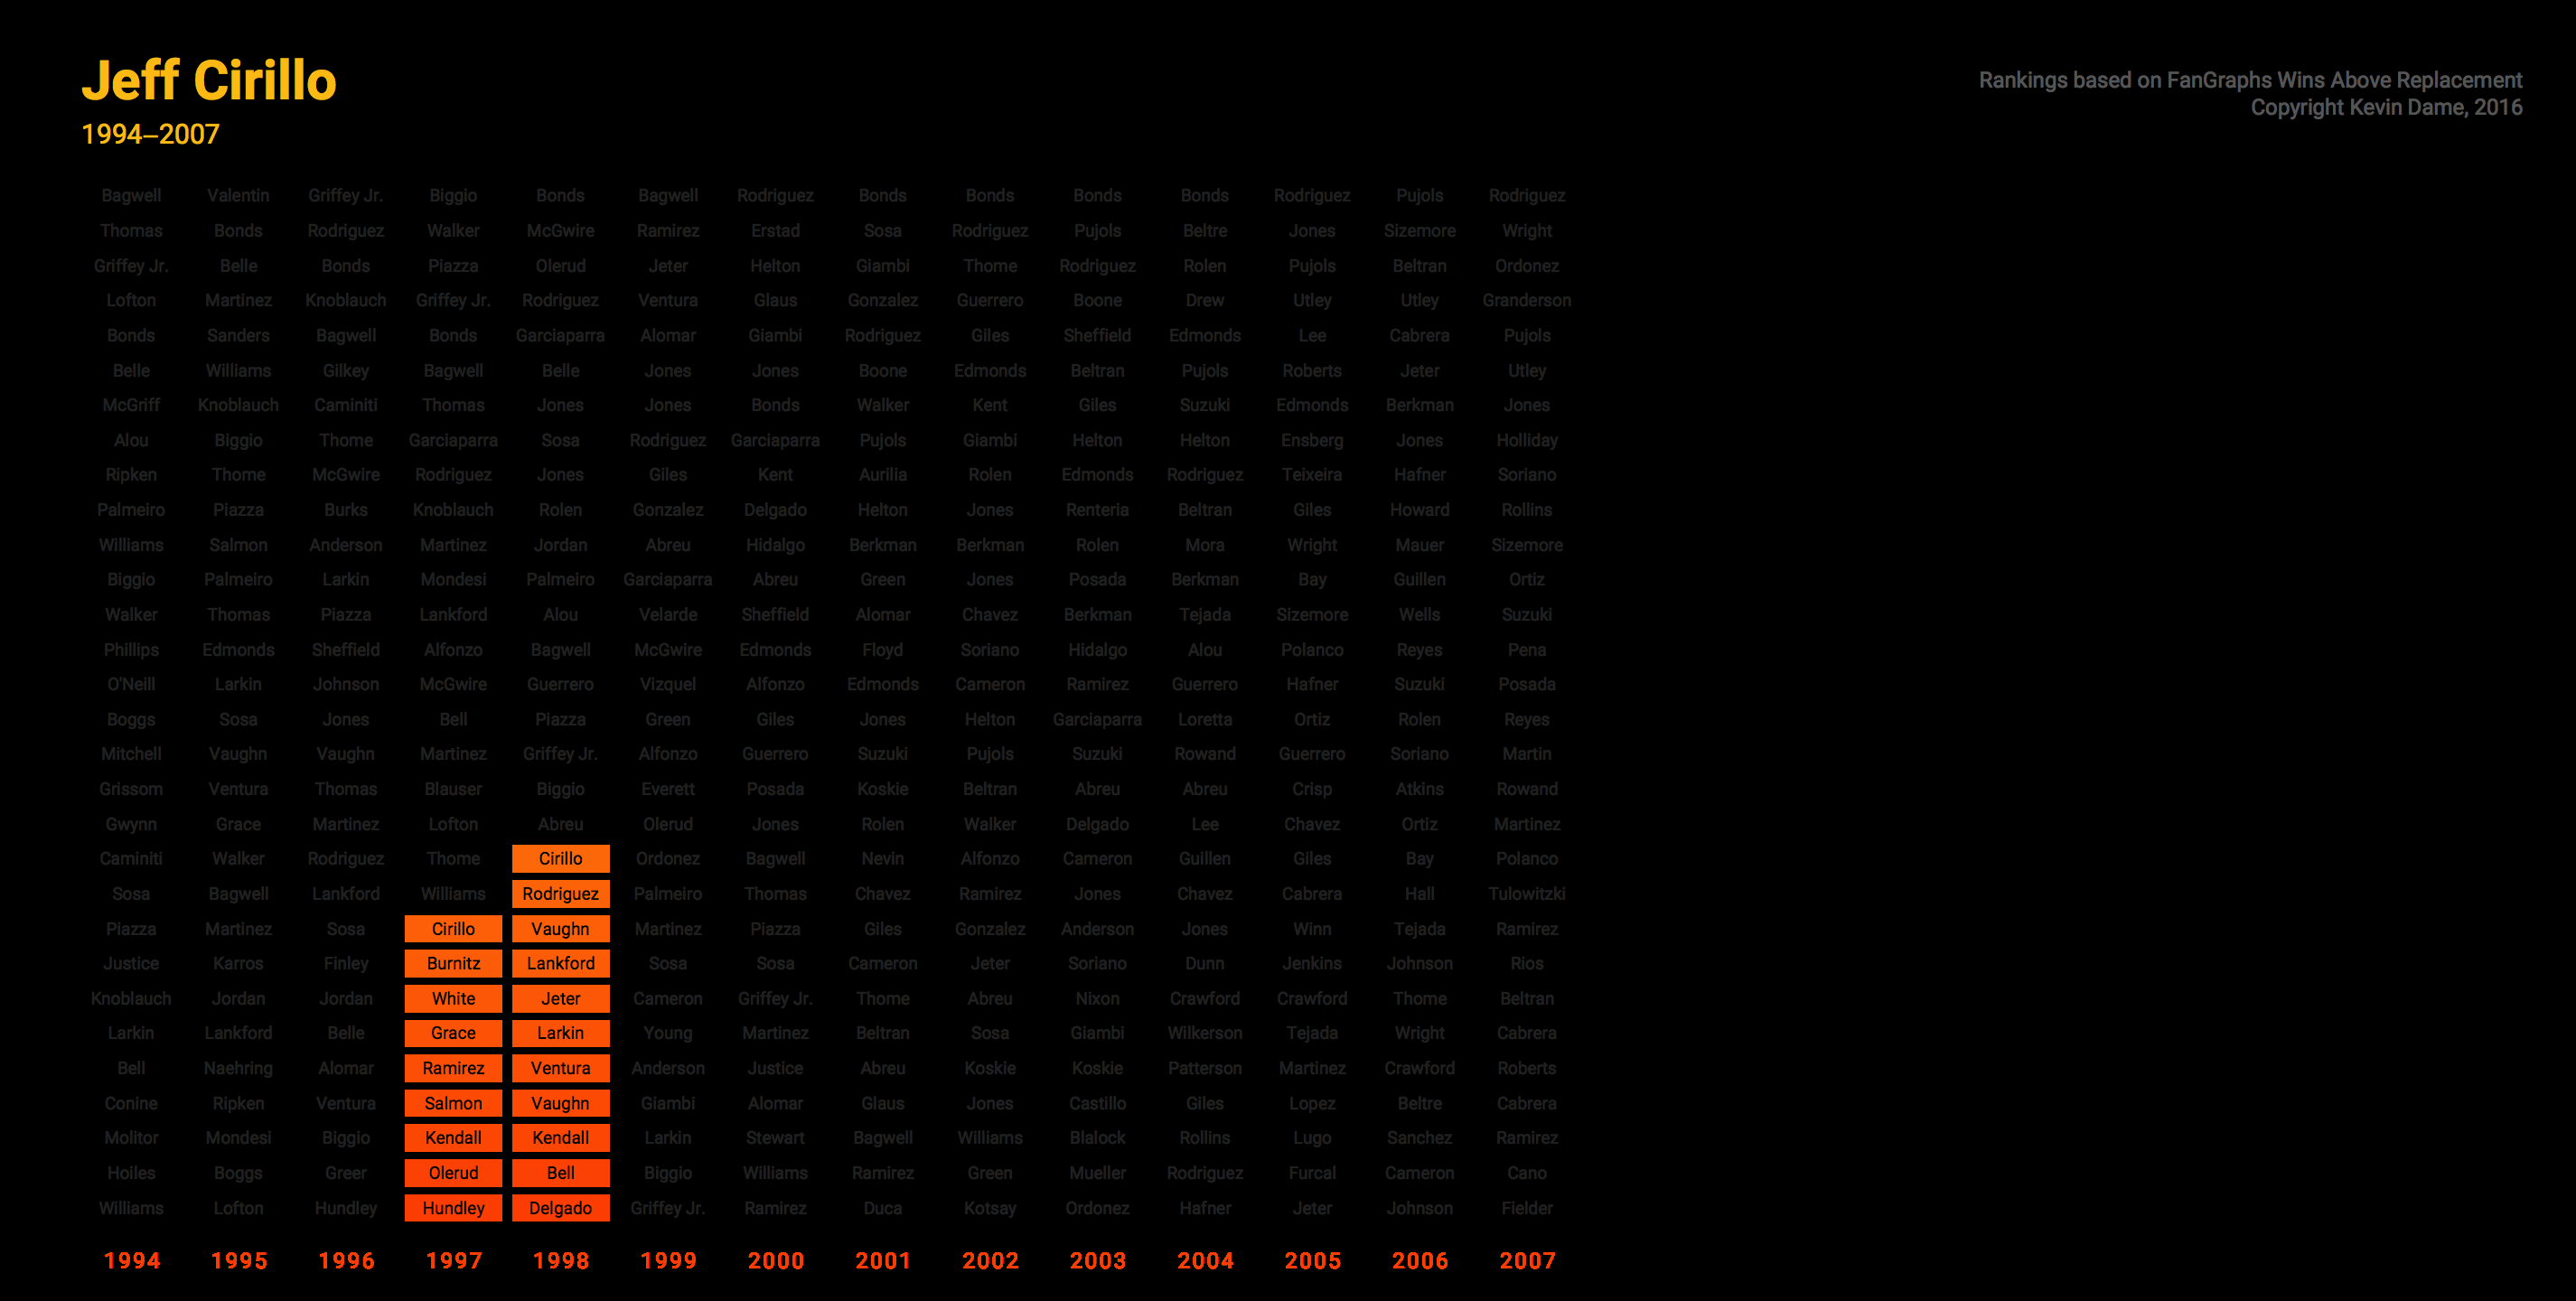 Jeff Cirillo
1994–2007
Rankings based on FanGraphs Wins Above Replacement
Copyright Kevin Dame, 2016
Bagwell Valentin Griffey Jr. Biggio Bonds Bagwell Rodriguez Bonds Bonds Bonds Bonds Rodriguez Pujols Rodriguez
Thomas Bonds Rodriguez Walker McGwire Ramirez Erstad Sosa Rodriguez Pujols Beltre Jones Sizemore Wright
Griffey Jr. Belle Bonds Piazza Olerud Jeter Helton Giambi Thome Rodriguez Rolen Pujols Beltran Ordonez
Lofton Martinez Knoblauch Griffey Jr. Rodriguez Ventura Glaus Gonzalez Guerrero Boone Drew Utley Utley Granderson
Bonds Sanders Bagwell Bonds Garciaparra Alomar Giambi Rodriguez Giles Sheffield Edmonds Lee Cabrera Pujols
Belle Williams Gilkey Bagwell Belle Jones Jones Boone Edmonds Beltran Pujols Roberts Jeter Utley
McGriff Knoblauch Caminiti Thomas Jones Jones Bonds Walker Kent Giles Suzuki Edmonds Berkman Jones
Alou Biggio Thome Garciaparra Sosa Rodriguez Garciaparra Pujols Giambi Helton Helton Ensberg Jones Holliday
Ripken Thome McGwire Rodriguez Jones Giles Kent Aurilia Rolen Edmonds Rodriguez Teixeira Hafner Soriano
Palmeiro Piazza Burks Knoblauch Rolen Gonzalez Delgado Helton Jones Renteria Beltran Giles Howard Rollins
Williams Salmon Anderson Martinez Jordan Abreu Hidalgo Berkman Berkman Rolen Mora Wright Mauer Sizemore
Biggio Palmeiro Larkin Mondesi Palmeiro Garciaparra Abreu Green Jones Posada Berkman Bay Guillen Ortiz
Walker Thomas Piazza Lankford Alou Velarde Sheffield Alomar Chavez Berkman Tejada Sizemore Wells Suzuki
Phillips Edmonds Sheffield Alfonzo Bagwell McGwire Edmonds Floyd Soriano Hidalgo Alou Polanco Reyes Pena
O'Neill Larkin Johnson McGwire Guerrero Vizquel Alfonzo Edmonds Cameron Ramirez Guerrero Hafner Suzuki Posada
Boggs Sosa Jones Bell Piazza Green Giles Jones Helton Garciaparra Loretta Ortiz Rolen Reyes
Mitchell Vaughn Vaughn Martinez Griffey Jr. Alfonzo Guerrero Suzuki Pujols Suzuki Rowand Guerrero Soriano Martin
Grissom Ventura Thomas Blauser Biggio Everett Posada Koskie Beltran Abreu Abreu Crisp Atkins Rowand
Gwynn Grace Martinez Lofton Abreu Olerud Jones Rolen Walker Delgado Lee Chavez Ortiz Martinez
Caminiti Walker Rodriguez Thome Cirillo Ordonez Bagwell Nevin Alfonzo Cameron Guillen Giles Bay Polanco
Sosa Bagwell Lankford Williams Rodriguez Palmeiro Thomas Chavez Ramirez Jones Chavez Cabrera Hall Tulowitzki
Piazza Martinez Sosa Cirillo Vaughn Martinez Piazza Giles Gonzalez Anderson Jones Winn Tejada Ramirez
Justice Karros Finley Burnitz Lankford Sosa Sosa Cameron Jeter Soriano Dunn Jenkins Johnson Rios
Knoblauch Jordan Jordan White Jeter Cameron Griffey Jr. Thome Abreu Nixon Crawford Crawford Thome Beltran
Larkin Lankford Belle Grace Larkin Young Martinez Beltran Sosa Giambi Wilkerson Tejada Wright Cabrera
Bell Naehring Alomar Ramirez Ventura Anderson Justice Abreu Koskie Koskie Patterson Martinez Crawford Roberts
Conine Ripken Ventura Salmon Vaughn Giambi Alomar Glaus Jones Castillo Giles Lopez Beltre Cabrera
Molitor Mondesi Biggio Kendall Kendall Larkin Stewart Bagwell Williams Blalock Rollins Lugo Sanchez Ramirez
Hoiles Boggs Greer Olerud Bell Biggio Williams Ramirez Green Mueller Rodriguez Furcal Cameron Cano
Williams Lofton Hundley Hundley Delgado Griffey Jr. Ramirez Duca Kotsay Ordonez Hafner Jeter Johnson Fielder
1994 1995 1996 1997 1998 1999 2000 2001 2002 2003 2004 2005 2006 2007